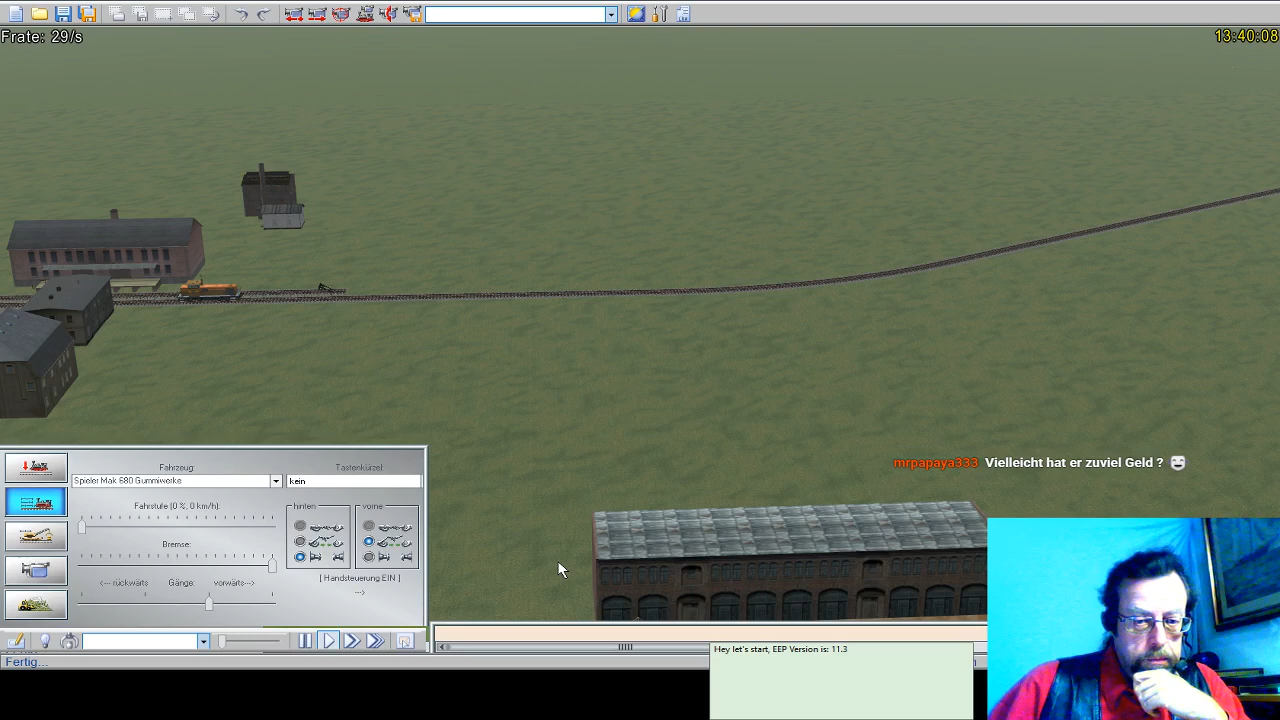 Frate: 29/s
13:40:08
mrpapaya333 Vielleicht hat er zuviel Geld ?
Fahrzeug:
Tastenkürzel:
Spieler Mak 680 Gummiwerke
kein
Fahrstufe (0 %, 0 km/h):
hinten
vorne
Bremse:
<--- rückwärts Gänge: vorwärts--->
[ Handsteuerung EIN ]
--->
Hey let's start, EEP Version is: 11.3
Fertig...